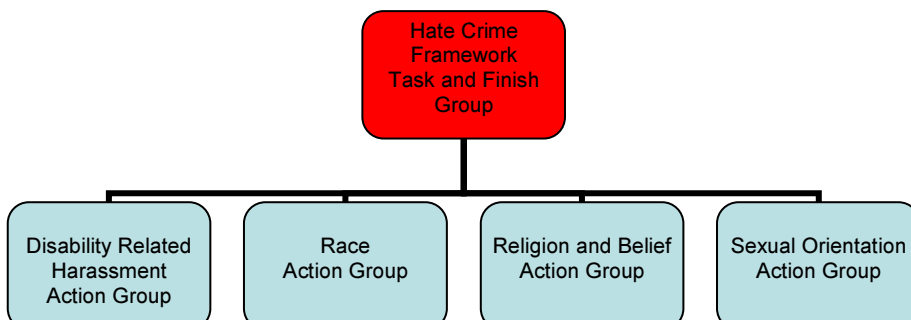 Hate Crime
Framework
Task and Finish
Group
Disability Related
Harassment
Action Group
Race
Action Group
Religion and Belief
Action Group
Sexual Orientation
Action Group